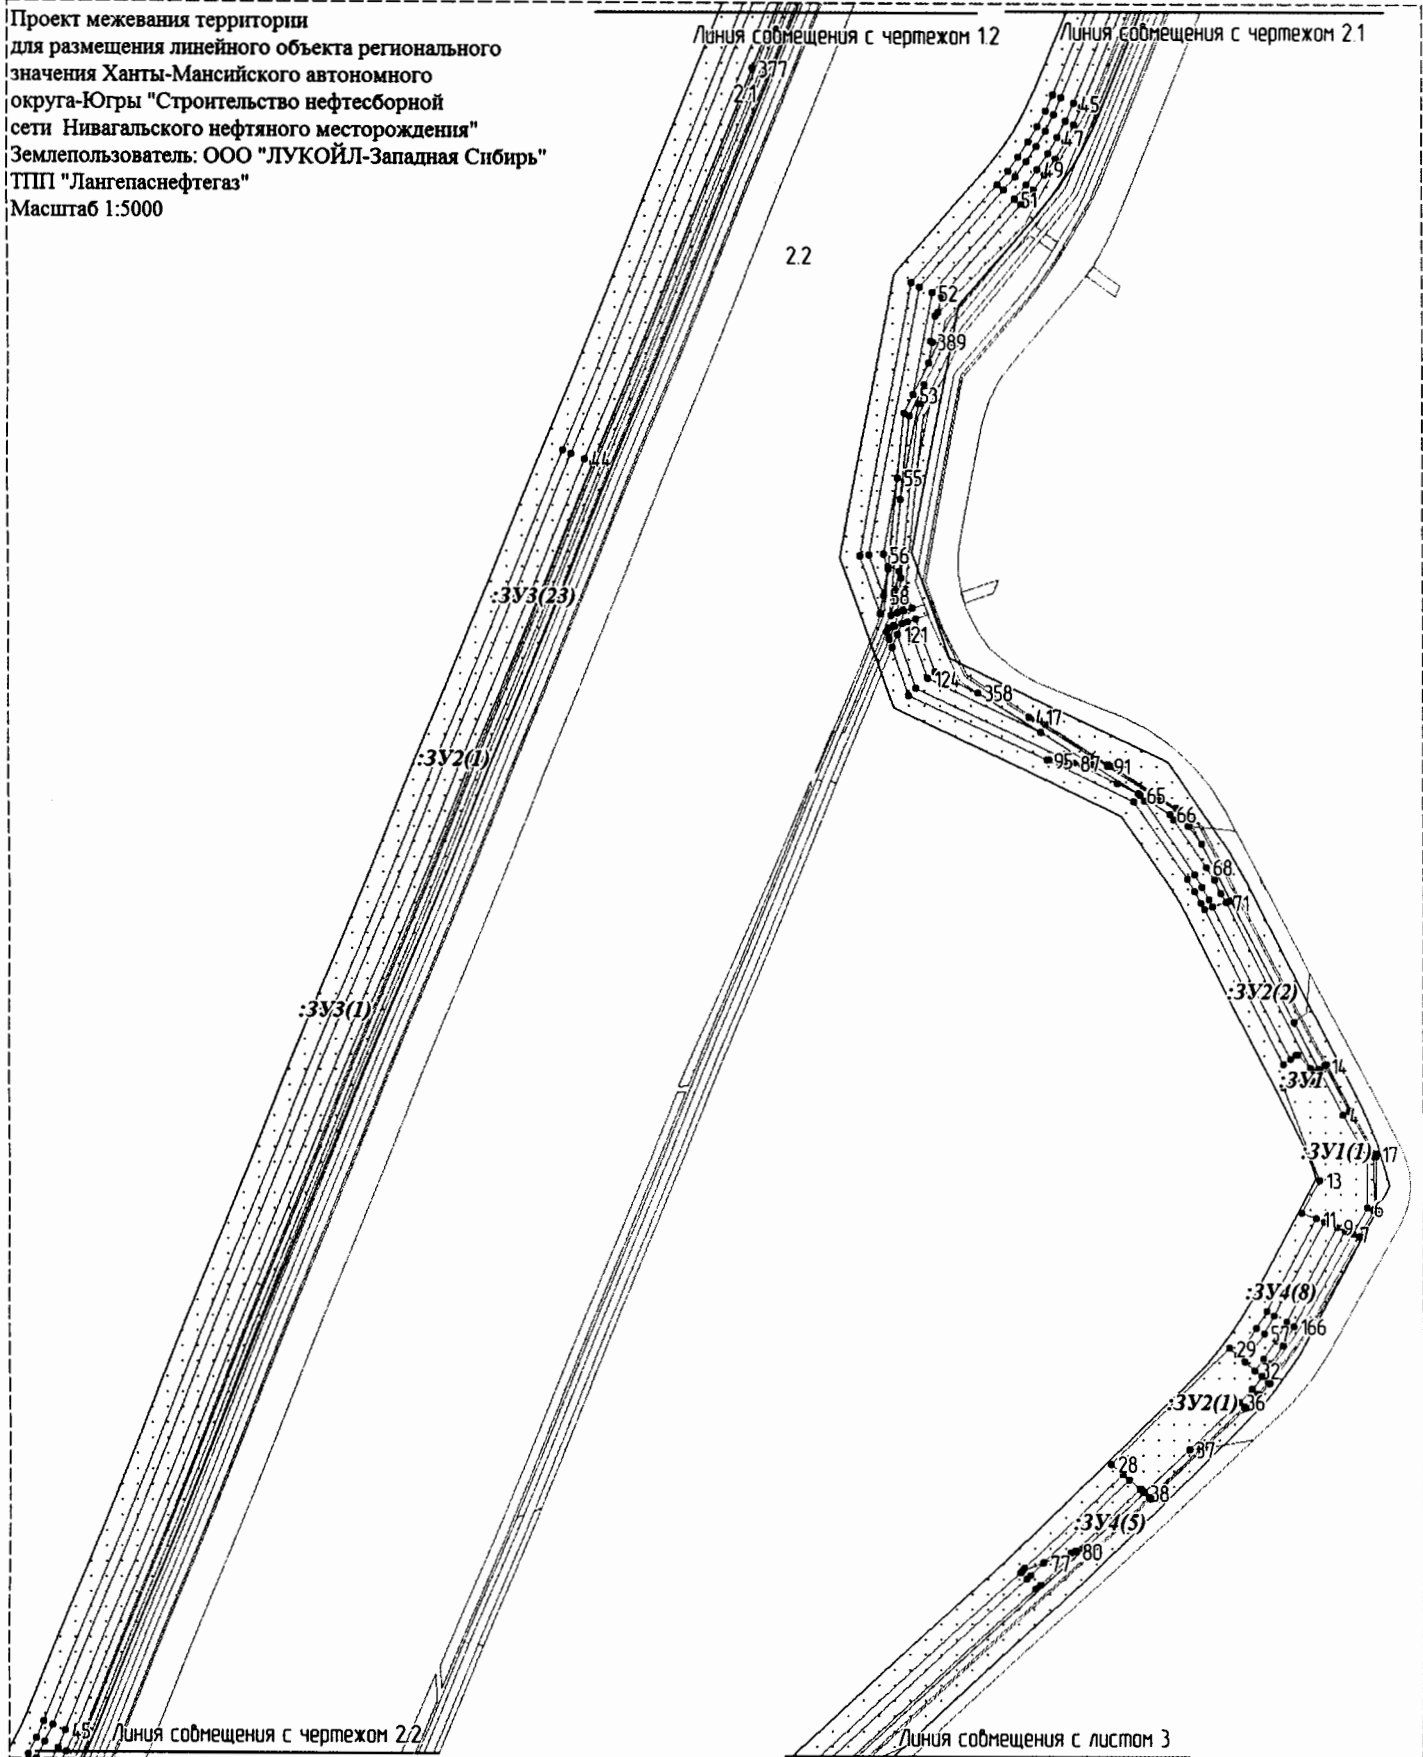 Проект межевания территории
для размещения линейного объекта регионального
значения Ханты-Мансийского автономного
округа-Югры "Строительство нефтесборной
сети Нивагальского нефтяного месторождения"
Землепользователь: ООО "ЛУКОЙЛ-Западная Сибирь"
ТПП "Лангепаснефтегаз"
Масштаб 1:5000
Линия совмещения с чертежом 1.2
Линия совмещения с чертежом 2.1
377
2.1
45
47
49
51
2.2
52
389
53
44
55
56
:ЗУ3(23)
58
121
124
358
417
:ЗУ2(1)
95
87
91
65
66
68
71
:ЗУ2(2)
:ЗУ3(1)
14
:ЗУ1
4
:ЗУ1(1)
17
13
6
11
9
7
:ЗУ4(8)
166
57
29
32
:ЗУ2(1)
36
37
28
38
:ЗУ4(5)
80
77
45
Линия совмещения с чертежом 2.2
Линия совмещения с листом 3